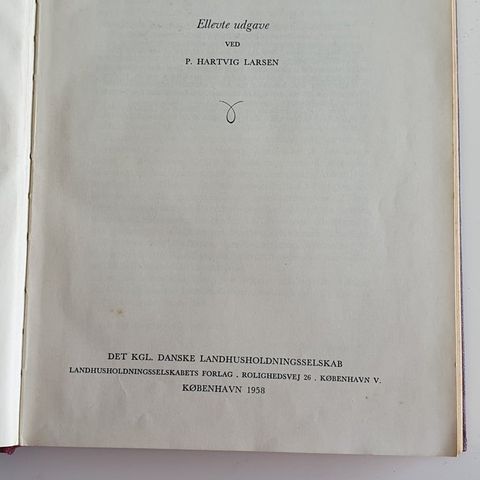 Ellevte udgave
VED
P. HARTVIG LARSEN
DET KGL. DANSKE LANDHUSHOLDNINGSSELSKAB
LANDHUSHOLDNINGSSELSKABETS FORLAG . ROLIGHEDSVEJ 26 . KØBENHAVN V.
KØBENHAVN 1958